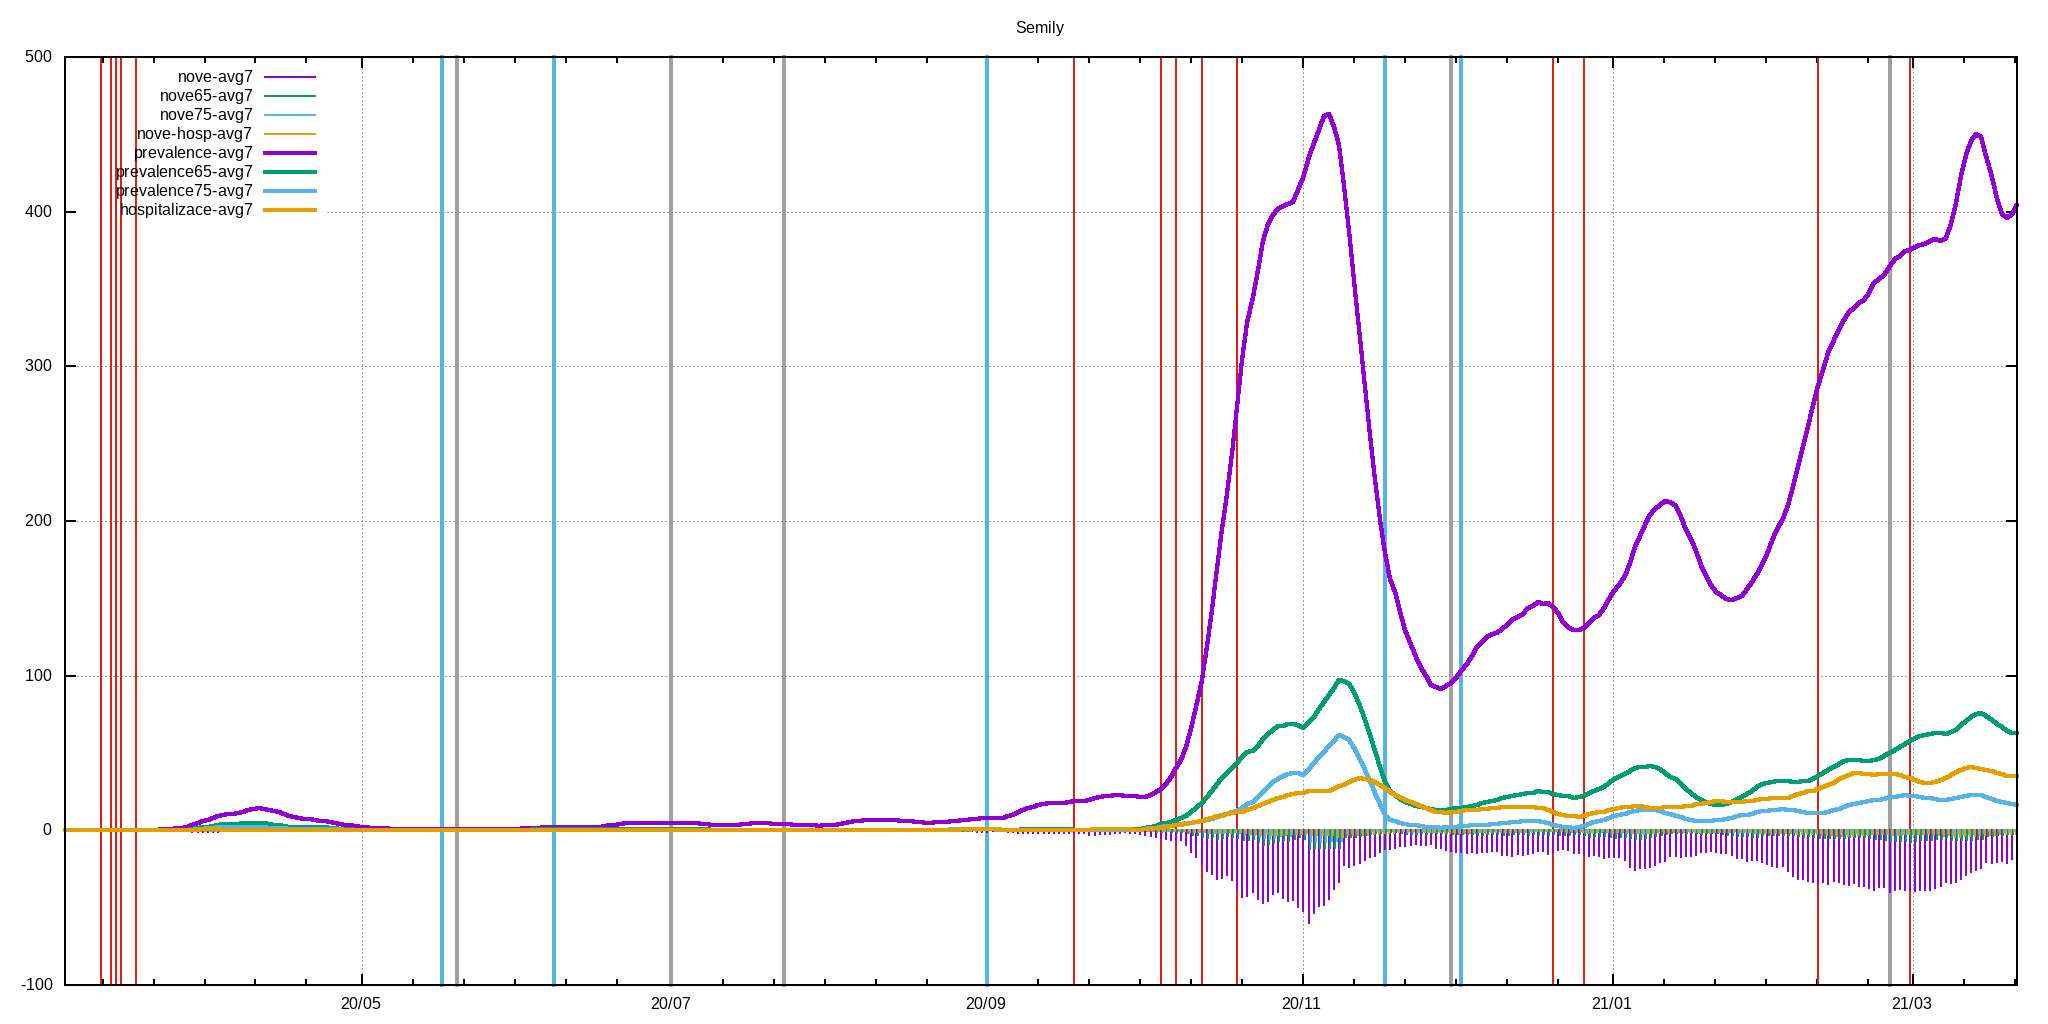 Semily
500
nove-avg7
nove65-avg7
nove75-avg7
nove-hosp-avg7
prevalence-avg7
prevalence65-avg7
prevalence75-avg7
hospitalizace-avg7
400
300
200
100
0
-100
20/05 20/07 20/09 20/11 21/01 21/03